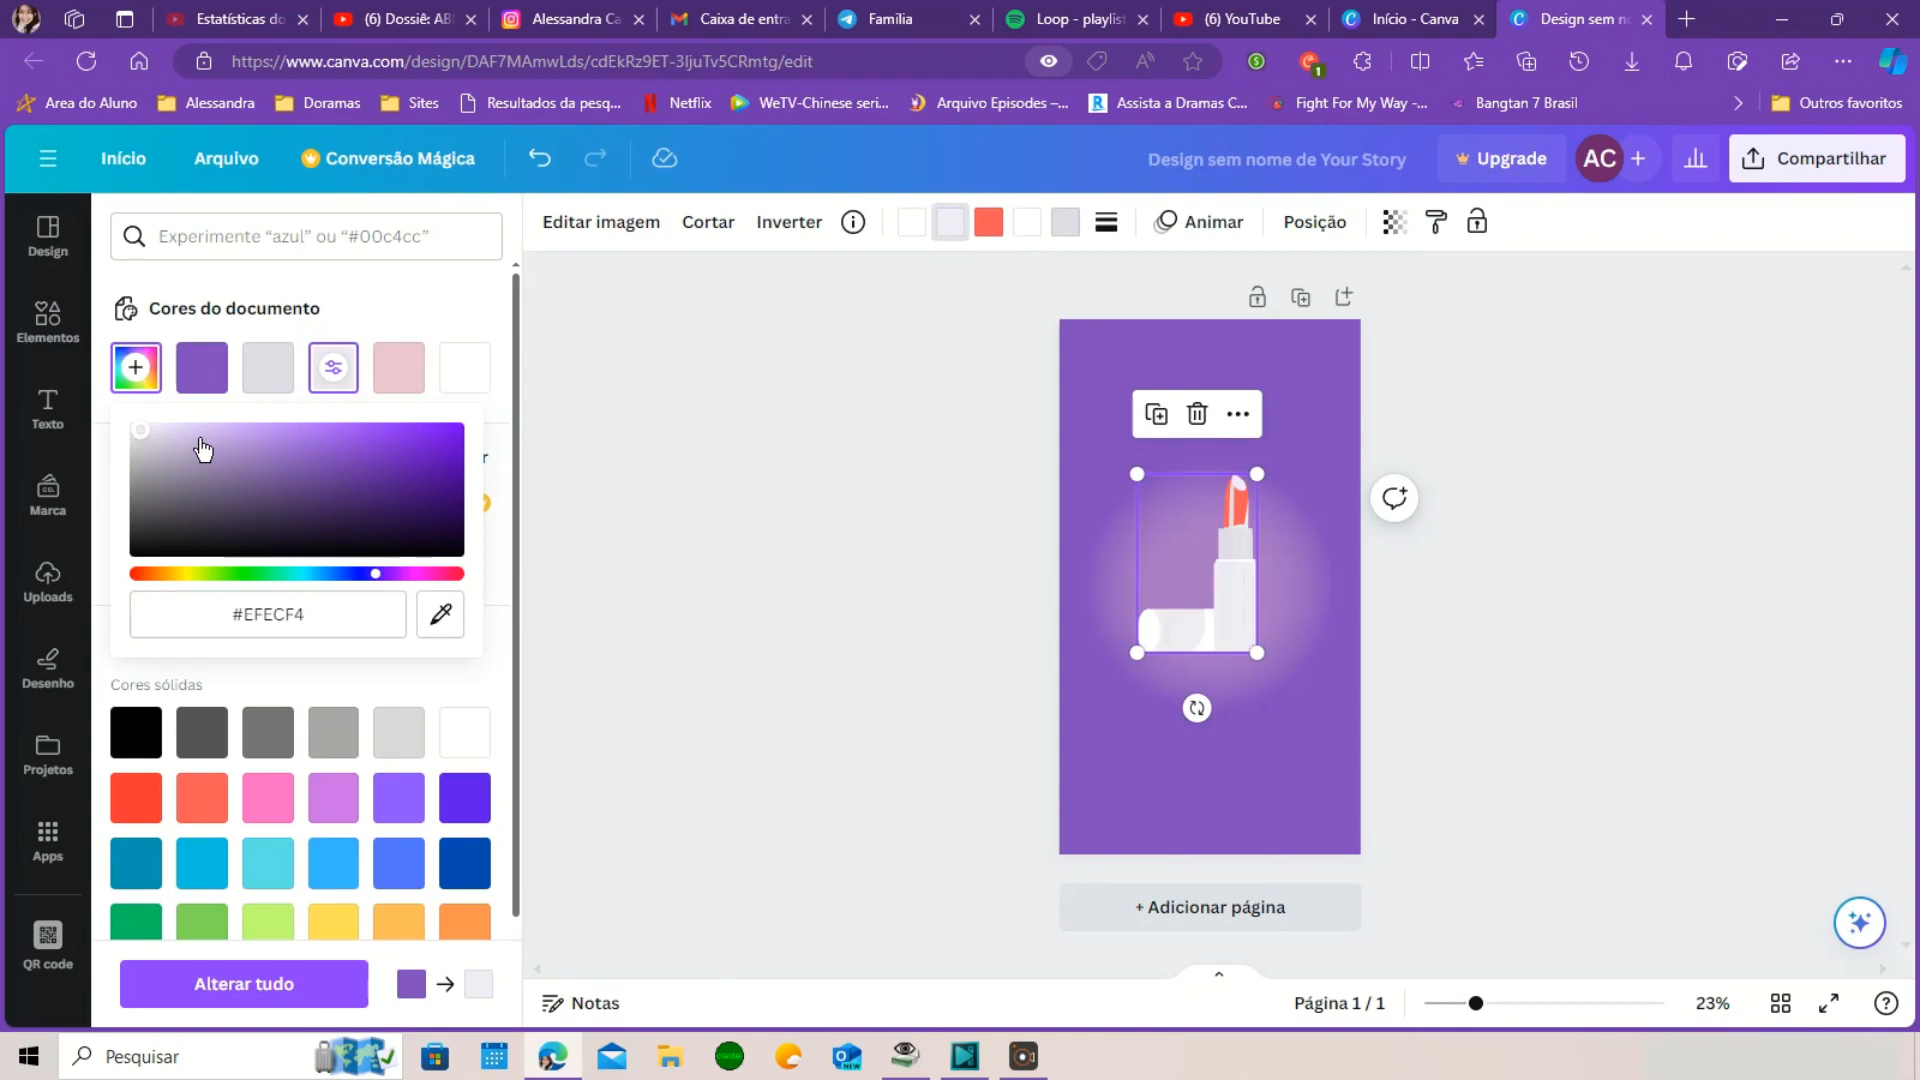 Estatísticas do
(6) Dossiê: AB
Alessandra Ca
Caixa de entra
Familia
Loop - playlist
(6) YouTube
Início - Canva
Design sem n
https://www.canva.com/design/DAF7MAmwLds/cdEkRz9ET-3IjuTv5CRmtg/edit
1
Area do Aluno
Alessandra
Doramas
Sites
Resultados da pesq...
Netflix
WeTV-Chinese seri...
Arquivo Episodes –...
Assista a Dramas C...
Fight For My Way -...
Bangtan 7 Brasil
Outros favoritos
Início
Arquivo
Conversão Mágica
Design sem nome de Your Story
Upgrade
AC
Compartilhar
Design
Elementos
Texto
CO.
Marca
Uploads
Desenho
Projetos
Apps
QR code
Experimente “azul” ou “#00c4cc”
Editar imagem
Cortar
Inverter
Animar
Posição
Cores do documento
r
#EFECF4
Cores sólidas
Alterar tudo
+ Adicionar página
Notas
Página 1 / 1
23%
Pesquisar
NEW